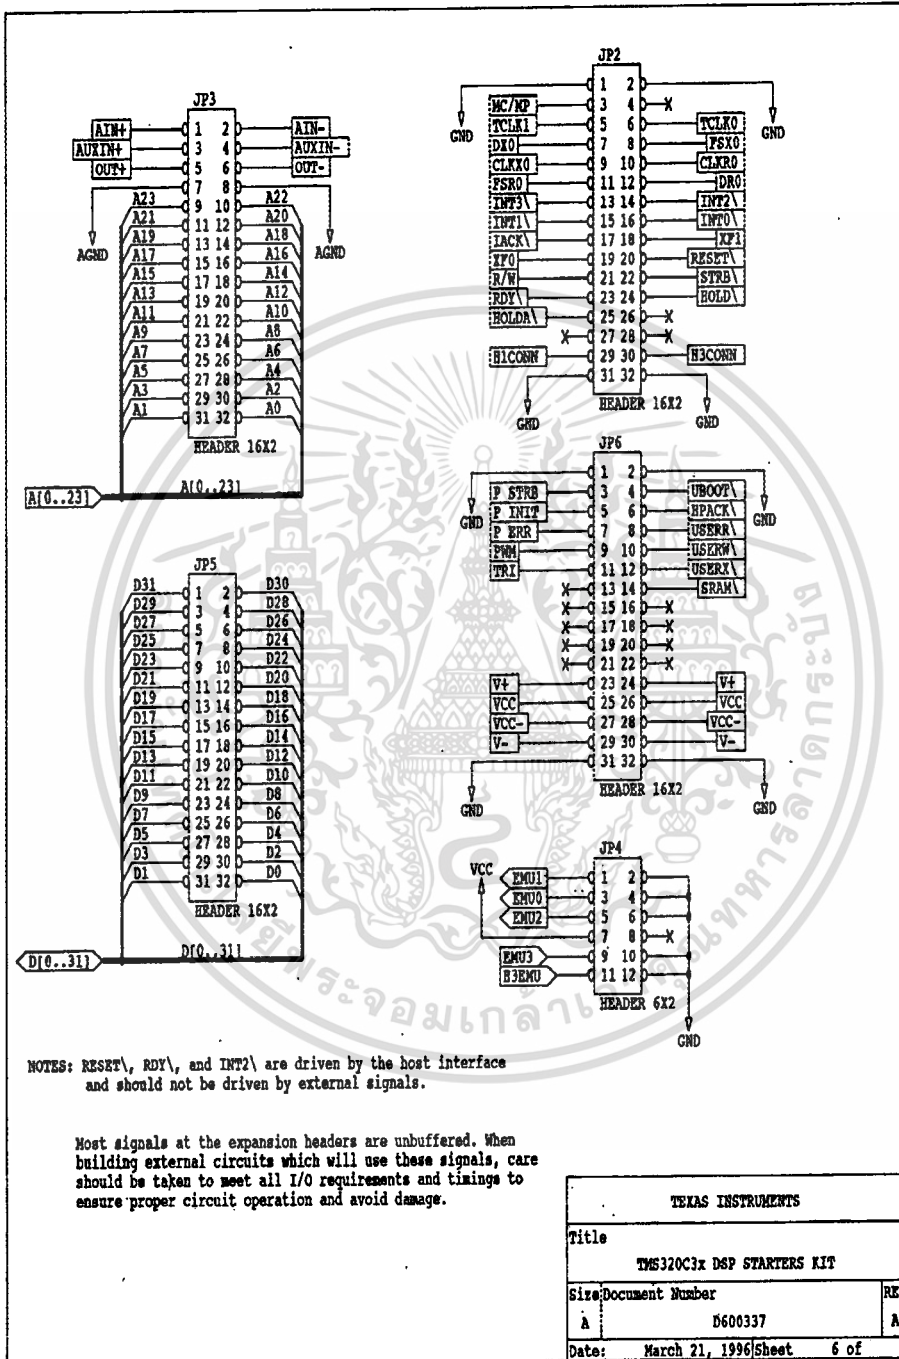 JP3
AIN+ 1 2 AIN-
AUXIN+ 3 4 AUXIN-
OUT+ 5 6 OUT-
7 8
A23 9 10 A22
A21 11 12 A20
A19 13 14 A18
A17 15 16 A16
A15 17 18 A14
A13 19 20 A12
A11 21 22 A10
A9 23 24 A8
A7 25 26 A6
A5 27 28 A4
A3 29 30 A2
A1 31 32 A0
AGND AGND
HEADER 16X2
A[0..23] A[0..23]
JP5
D31 1 2 D30
D29 3 4 D28
D27 5 6 D26
D25 7 8 D24
D23 9 10 D22
D21 11 12 D20
D19 13 14 D18
D17 15 16 D16
D15 17 18 D14
D13 19 20 D12
D11 21 22 D10
D9 23 24 D8
D7 25 26 D6
D5 27 28 D4
D3 29 30 D2
D1 31 32 D0
HEADER 16X2
D[0..31] D[0..31]
JP2
1 2
GND GND
MC/MP 3 4
TCLK1 5 6 TCLK0
DX0 7 8 FSX0
CLKX0 9 10 CLKR0
FSR0 11 12 DR0
INT3\ 13 14 INT2\
INT1\ 15 16 INT0\
IACK\ 17 18 XF1
XF0 19 20 RESET\
R/W 21 22 STRB\
RDY\ 23 24 HOLD\
HOLDA\ 25 26
27 28
H1CONN 29 30 H3CONN
31 32
GND GND
HEADER 16X2
JP6
1 2
GND GND
P STRB 3 4 UBOOT\
P INIT 5 6 HPACK\
P ERR 7 8 USERR\
PWM 9 10 USERW\
TRI 11 12 USERX\
13 14 SRAM\
15 16
17 18
19 20
21 22
V+ 23 24 V+
VCC 25 26 VCC
VCC- 27 28 VCC-
V- 29 30 V-
31 32
GND GND
HEADER 16X2
JP4
VCC
EMU1 1 2
EMU0 3 4
EMU2 5 6
7 8
EMU3 9 10
H3EMU 11 12
HEADER 6X2
GND
NOTES: RESET\, RDY\, and INT2\ are driven by the host interface
and should not be driven by external signals.
Most signals at the expansion headers are unbuffered. When
building external circuits which will use these signals, care
should be taken to meet all I/O requirements and timings to
ensure proper circuit operation and avoid damage.
TEXAS INSTRUMENTS
Title
TMS320C3x DSP STARTERS KIT
Size Document Number RE
A D600337 A
Date: March 21, 1996 Sheet 6 of